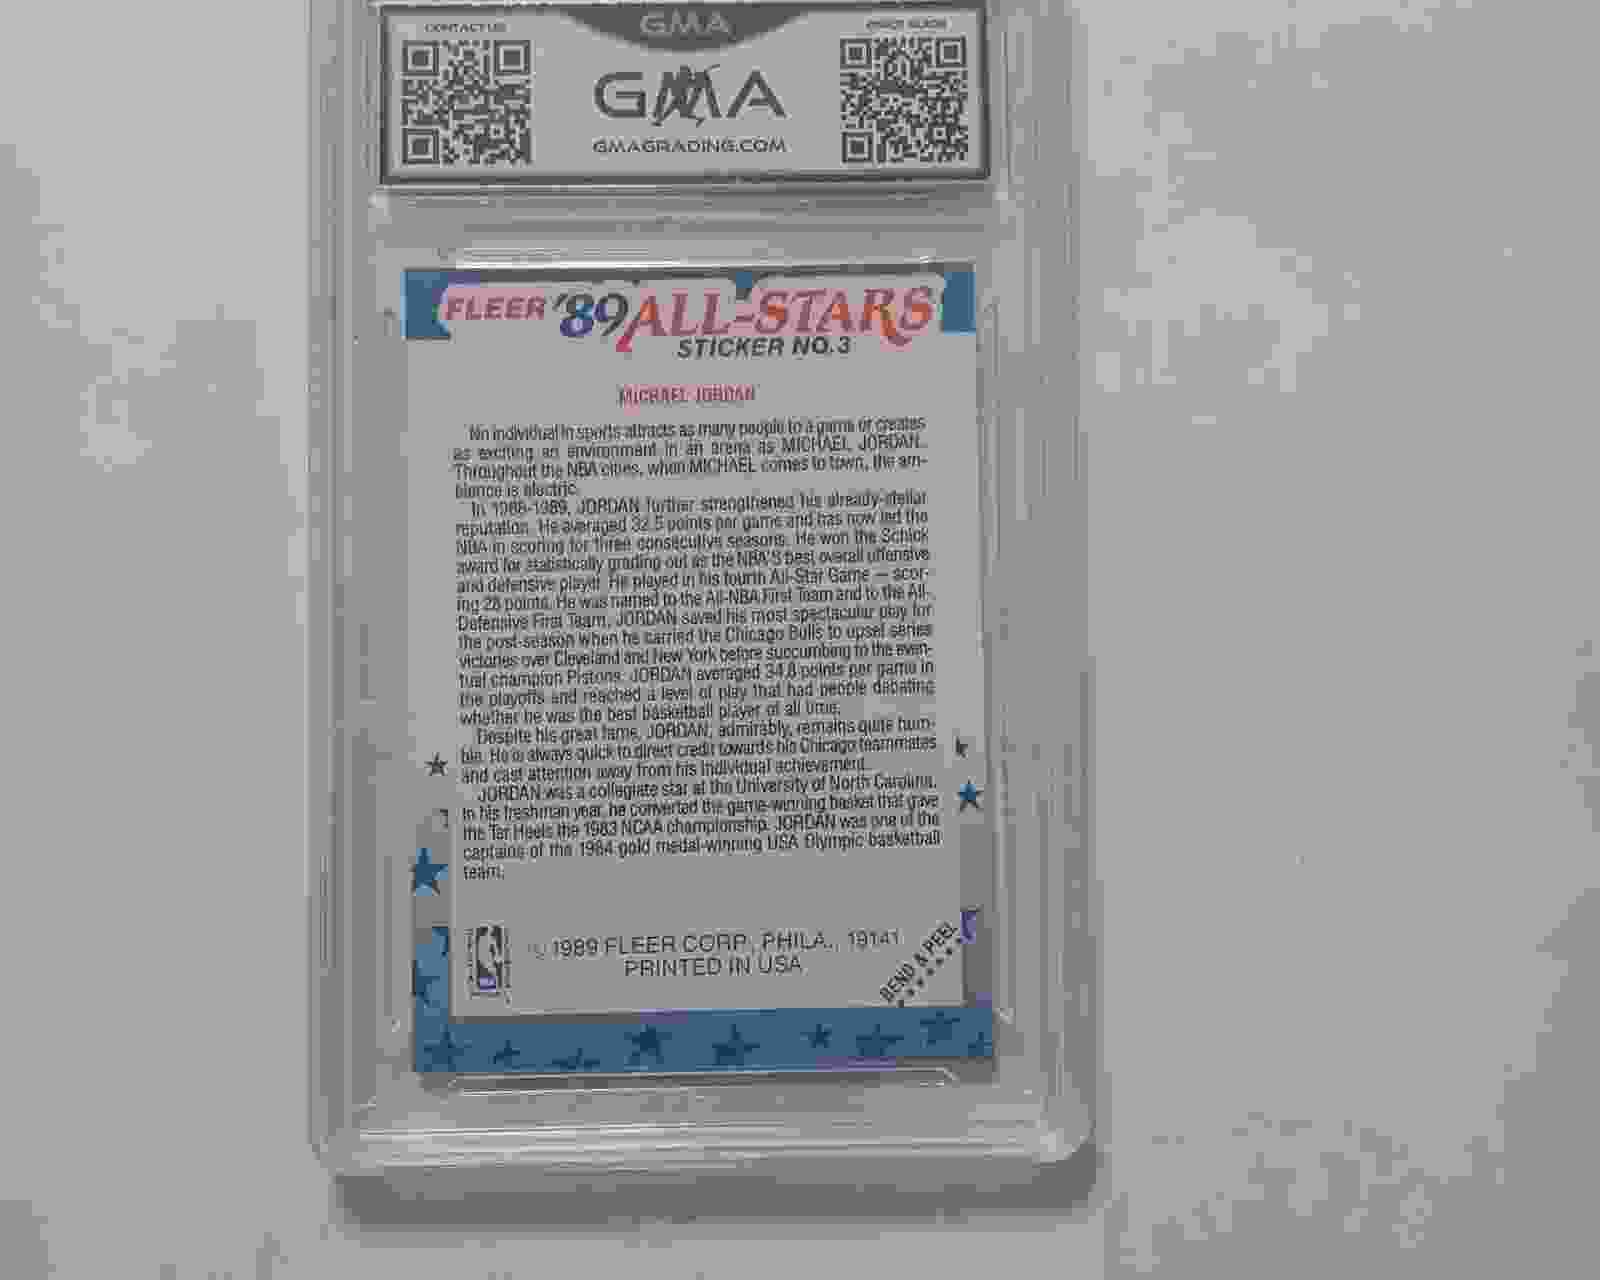 CONTACT US
GMA
GMA
GMAGRADING.COM
FLEER '89 ALL-STARS
STICKER NO.3
MICHAEL JORDAN
No individual in sports attracts as many people to a game or creates
as exciting an environment in an arena as MICHAEL JORDAN.
Throughout the NBA cities, when MICHAEL comes to town, the am-
bience is electric.
In 1988-1989, JORDAN further strengthened his already-stellar
reputation. He averaged 32.5 points per game and has now led the
NBA in scoring for three consecutive seasons. He won the Schick
award for statistically grading out as the NBA'S best overall offensive
and defensive player. He played in his fourth All-Star Game — scor-
ing 28 points. He was named to the All-NBA First Team and to the All-
Defensive First Team. JORDAN saved his most spectacular play for
the post-season when he carried the Chicago Bulls to upset series
victories over Cleveland and New York before succumbing to the even-
tual champion Pistons. JORDAN averaged 34.8 points per game in
the playoffs and reached a level of play that had people debating
whether he was the best basketball player of all time.
Despite his great fame, JORDAN, admirably, remains quite hum-
ble. He is always quick to direct credit towards his Chicago teammates
and cast attention away from his individual achievement.
JORDAN was a collegiate star at the University of North Carolina.
In his freshman year, he converted the game-winning basket that gave
the Tar Heels the 1983 NCAA championship. JORDAN was one of the
captains of the 1984 gold medal-winning USA Olympic basketball
team.
© 1989 FLEER CORP., PHILA., 19141
PRINTED IN USA
BEND & PEEL